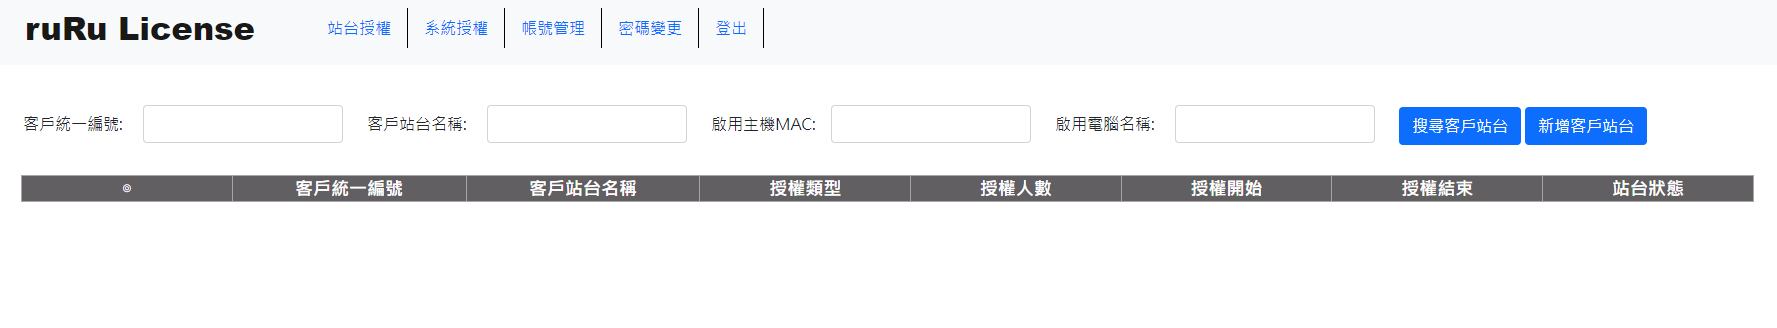 ruRu License 站台授權 系統授權 帳號管理 密碼變更 登出
客戶統一編號: 客戶站台名稱: 啟用主機MAC: 啟用電腦名稱: 搜尋客戶站台 新增客戶站台
⊚ 客戶統一編號 客戶站台名稱 授權類型 授權人數 授權開始 授權結束 站台狀態